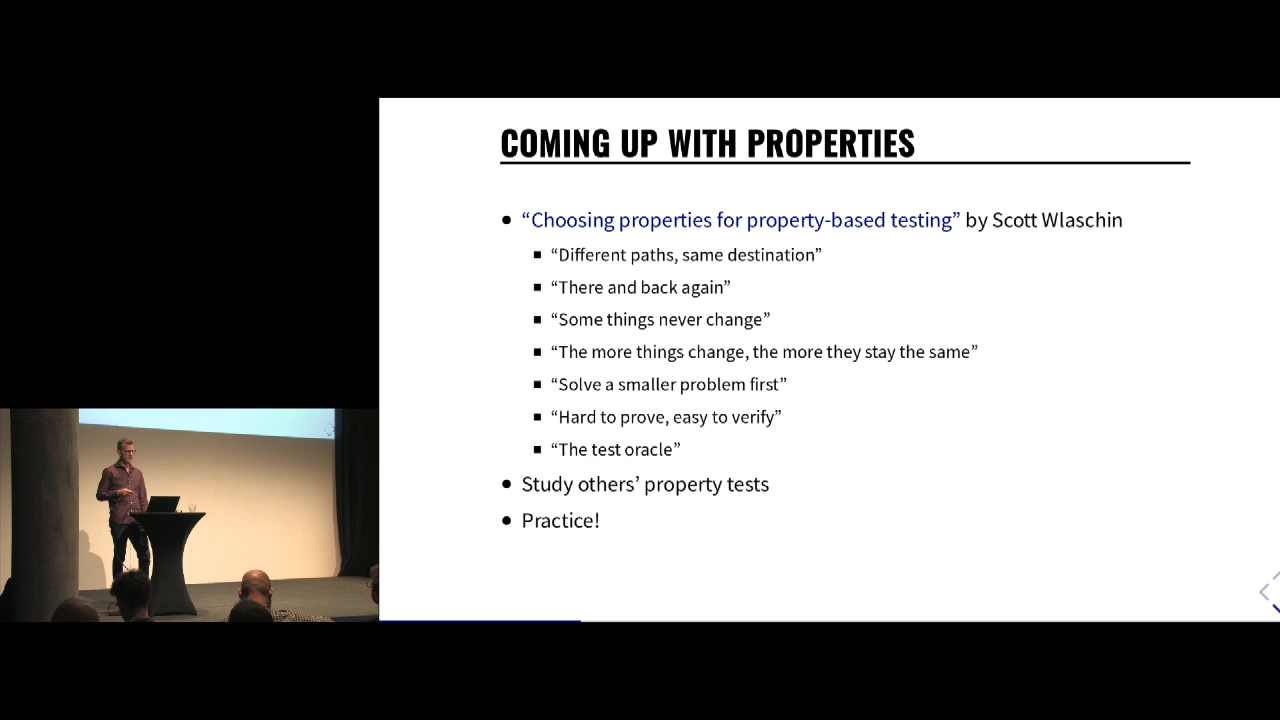 COMING UP WITH PROPERTIES
● “Choosing properties for property-based testing” by Scott Wlaschin
■ “Different paths, same destination”
■ “There and back again”
■ “Some things never change”
■ “The more things change, the more they stay the same”
■ “Solve a smaller problem first”
■ “Hard to prove, easy to verify”
■ “The test oracle”
● Study others’ property tests
● Practice!